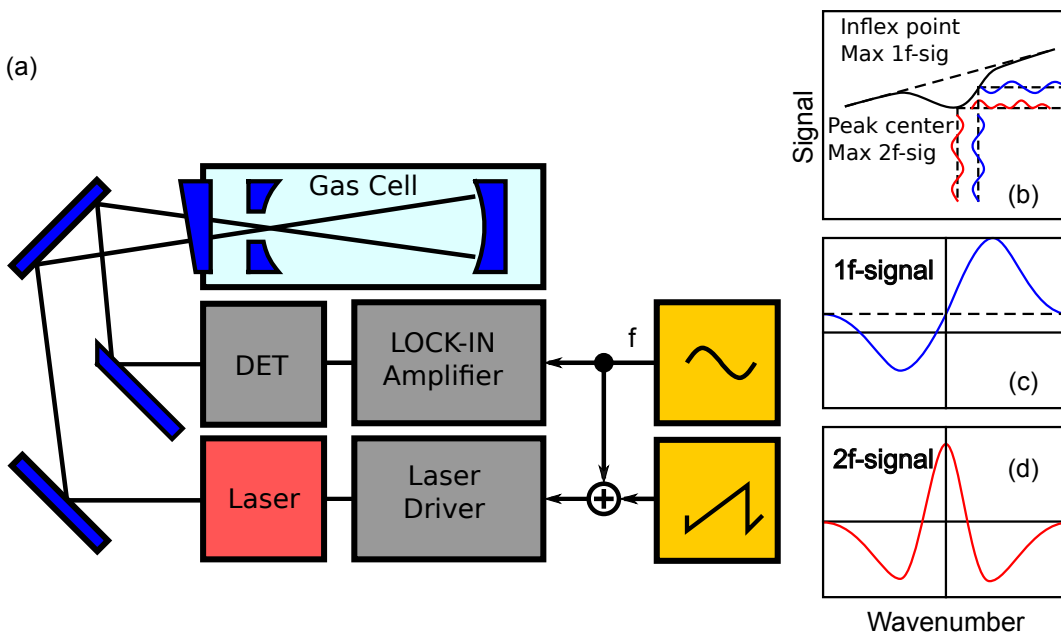 (a)
Gas Cell
DET
LOCK-IN
Amplifier
f
Laser
Laser
Driver
+
Signal
Inflex point
Max 1f-sig
Peak center
Max 2f-sig
(b)
1f-signal
(c)
2f-signal
(d)
Wavenumber